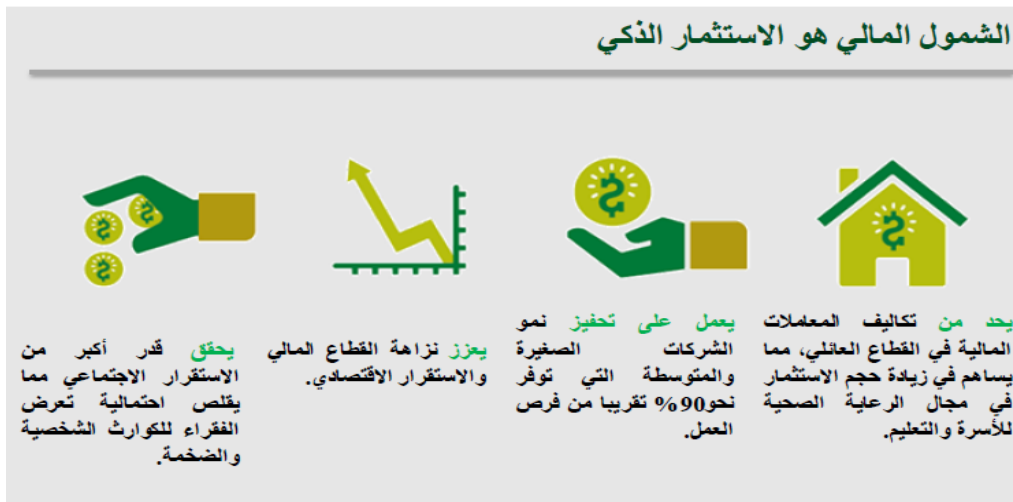 الشمول المالي هو الاستثمار الذكي
يحد من تكاليف المعاملات
المالية في القطاع العائلي، مما
يساهم في زيادة حجم الاستثمار
في مجال الرعاية الصحية
للأسرة والتعليم.
يعمل على تحفيز نمو
الشركات الصغيرة
والمتوسطة التي توفر
نحو90% تقريبا من فرص
العمل.
يعزز نزاهة القطاع المالي
والاستقرار الاقتصادي.
يحقق قدر أكبر من
الاستقرار الاجتماعي مما
يقلص احتمالية تعرض
الفقراء للكوارث الشخصية
والضخمة.